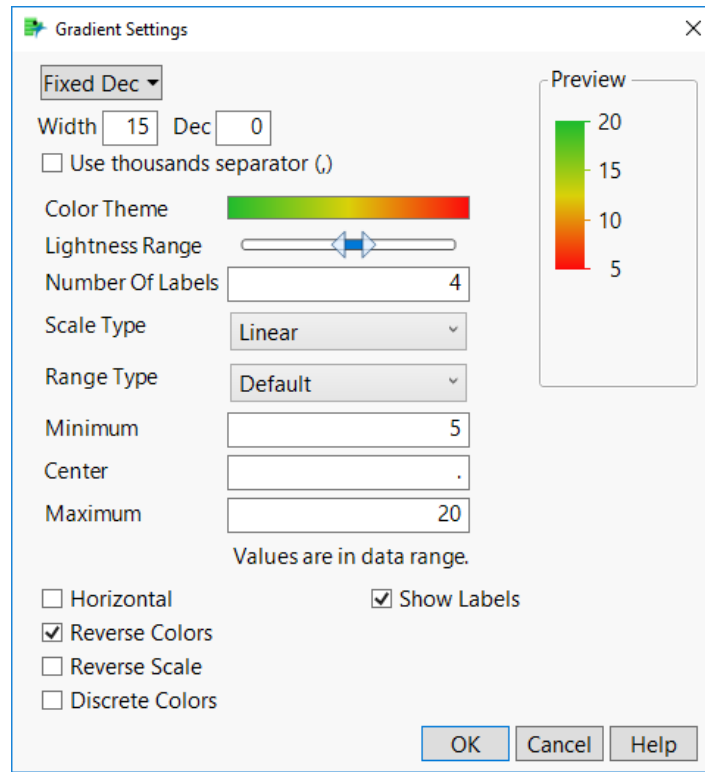 Gradient Settings
Fixed Dec
Preview
Width 15 Dec 0
20
Use thousands separator (,)
15
Color Theme
10
Lightness Range
5
Number Of Labels 4
Scale Type Linear
Range Type Default
Minimum 5
Center .
Maximum 20
Values are in data range.
Horizontal
Show Labels
Reverse Colors
Reverse Scale
Discrete Colors
OK Cancel Help